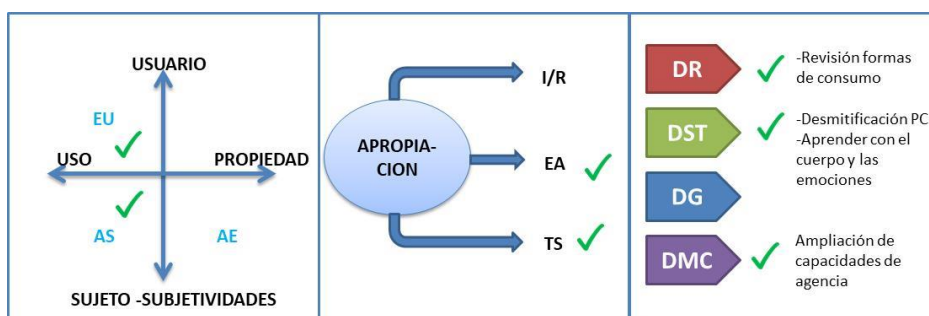 USUARIO
EU
USO
PROPIEDAD
AS
AE
SUJETO -SUBJETIVIDADES
APROPIA-
CION
I/R
EA
TS
DR
-Revisión formas
de consumo
DST
-Desmitificación PC
-Aprender con el
cuerpo y las
emociones
DG
DMC
Ampliación de
capacidades de
agencia